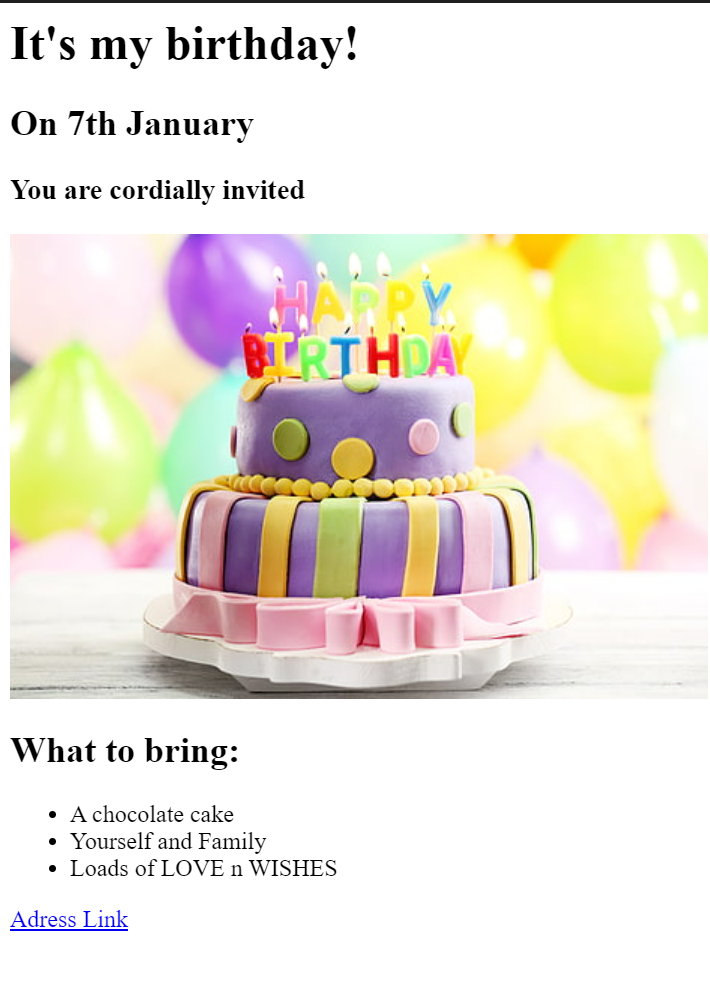 It's my birthday!
On 7th January
You are cordially invited
HAPPY
BIRTHDAY
What to bring:
A chocolate cake
Yourself and Family
Loads of LOVE n WISHES
Adress Link